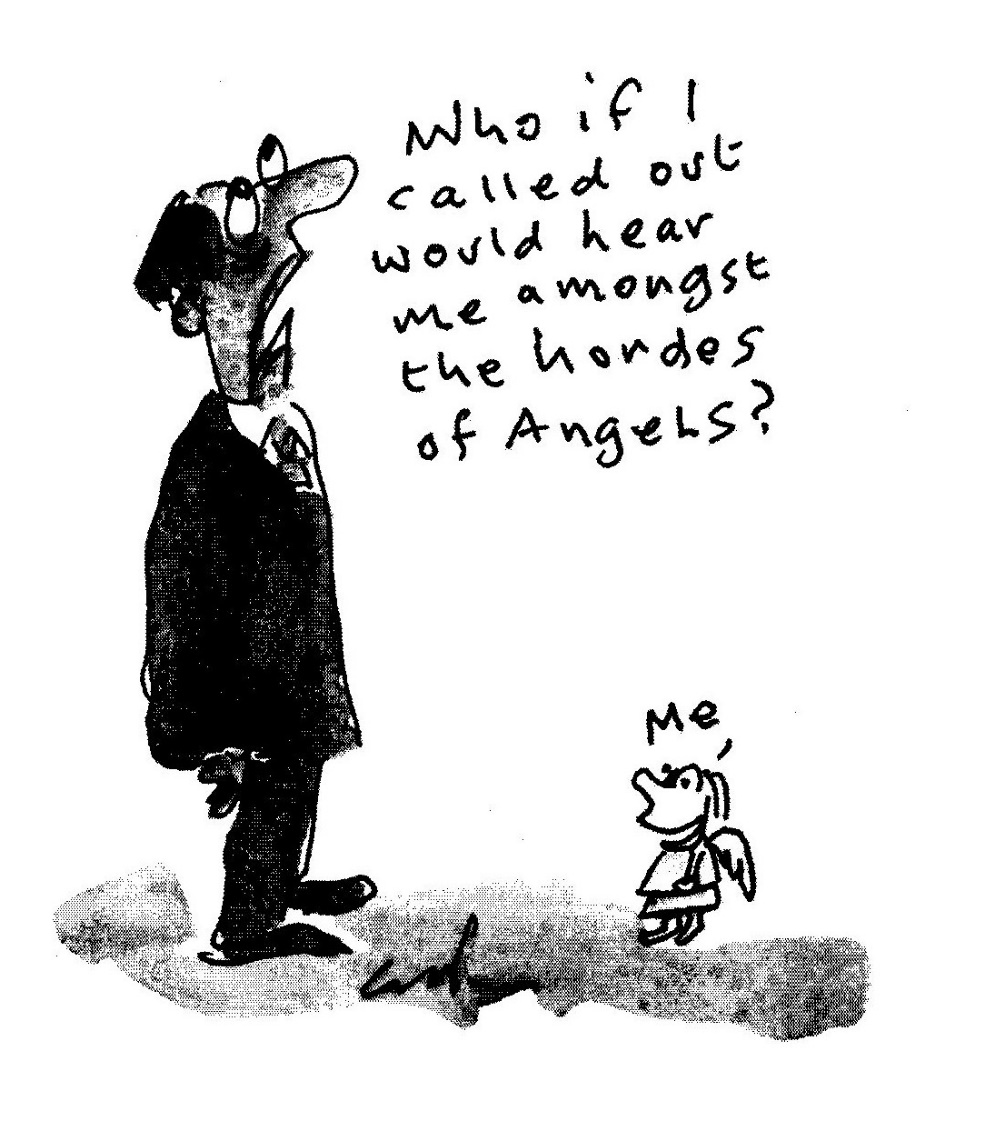 Who if I
called out
would hear
me amongst
the hordes
of Angels?
Me,